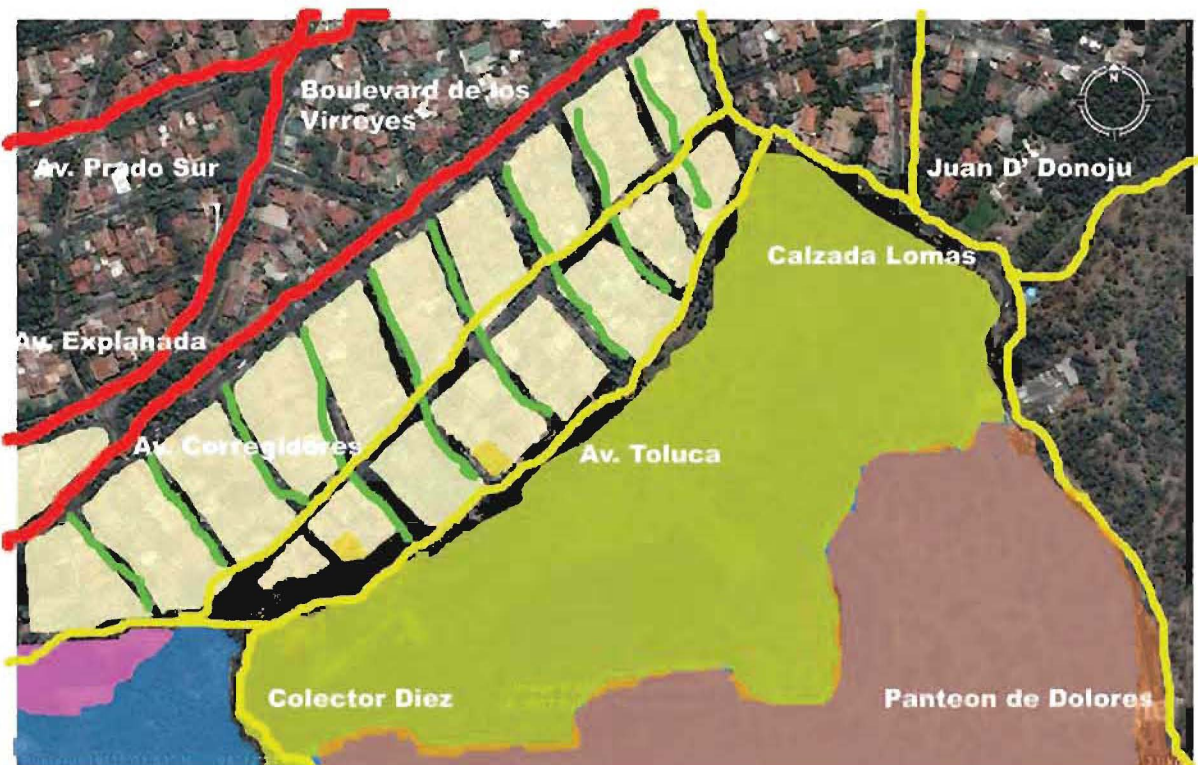 Boulevard de los
Virreyes
N
Av. Prado Sur
Juan D' Donoju
Calzada Lomas
Av. Explanada
Av. Corregidores
Av. Toluca
Colector Diez
Panteon de Dolores